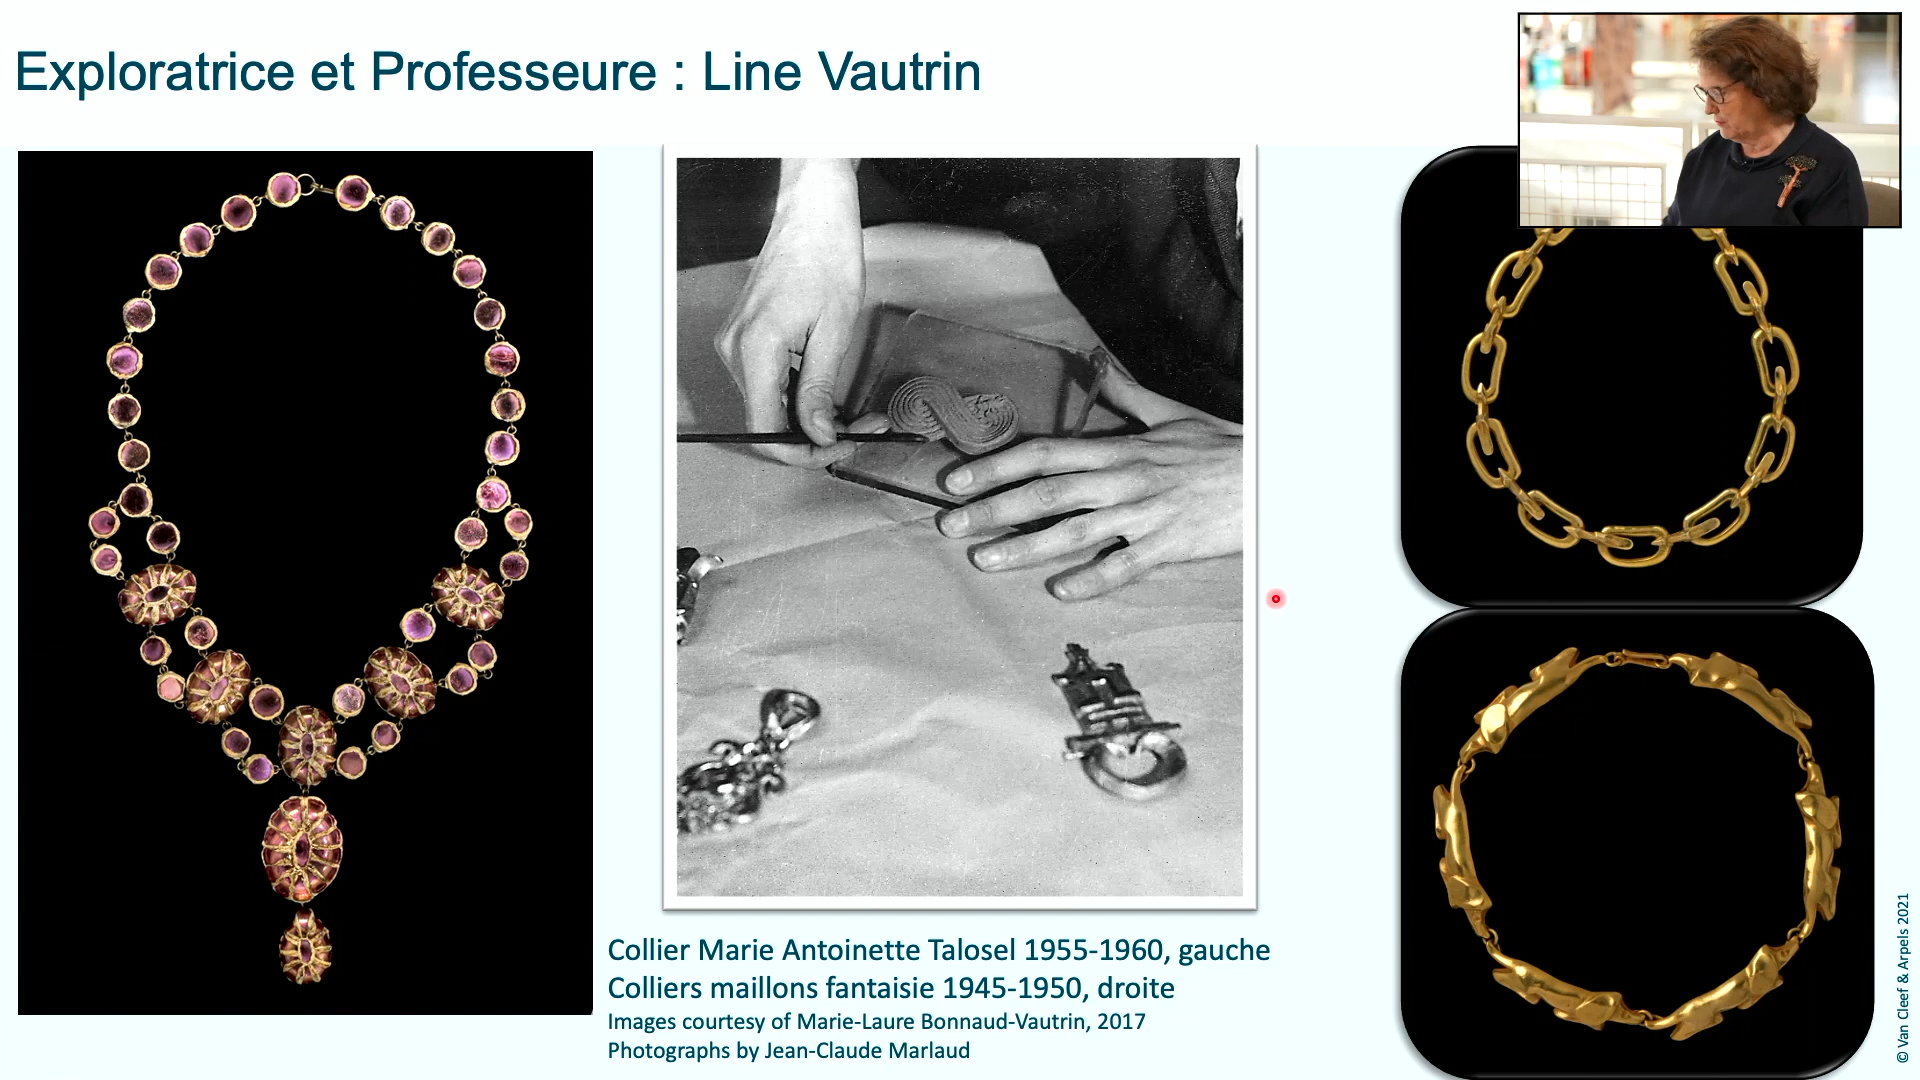 Exploratrice et Professeure : Line Vautrin
Collier Marie Antoinette Talosel 1955-1960, gauche
Colliers maillons fantaisie 1945-1950, droite
Images courtesy of Marie-Laure Bonnaud-Vautrin, 2017
Photographs by Jean-Claude Marlaud
© Van Cleef & Arpels 2021